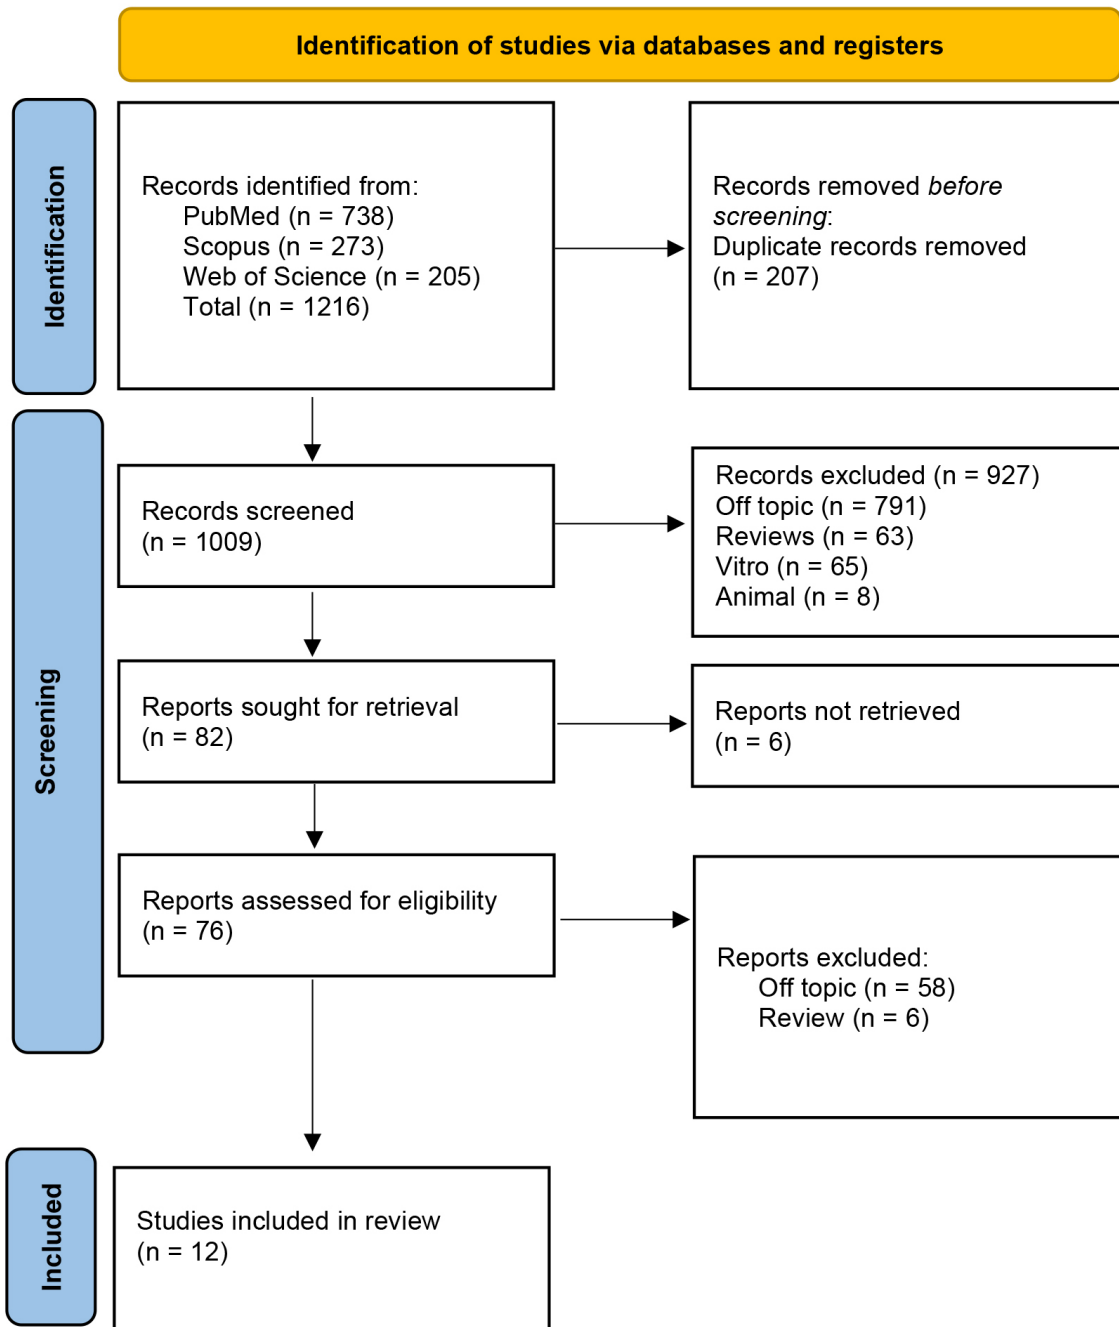 Identification of studies via databases and registers
Identification
Records identified from:
PubMed (n = 738)
Scopus (n = 273)
Web of Science (n = 205)
Total (n = 1216)
Records removed before
screening:
Duplicate records removed
(n = 207)
Screening
Records screened
(n = 1009)
Records excluded (n = 927)
Off topic (n = 791)
Reviews (n = 63)
Vitro (n = 65)
Animal (n = 8)
Reports sought for retrieval
(n = 82)
Reports not retrieved
(n = 6)
Reports assessed for eligibility
(n = 76)
Reports excluded:
Off topic (n = 58)
Review (n = 6)
Included
Studies included in review
(n = 12)